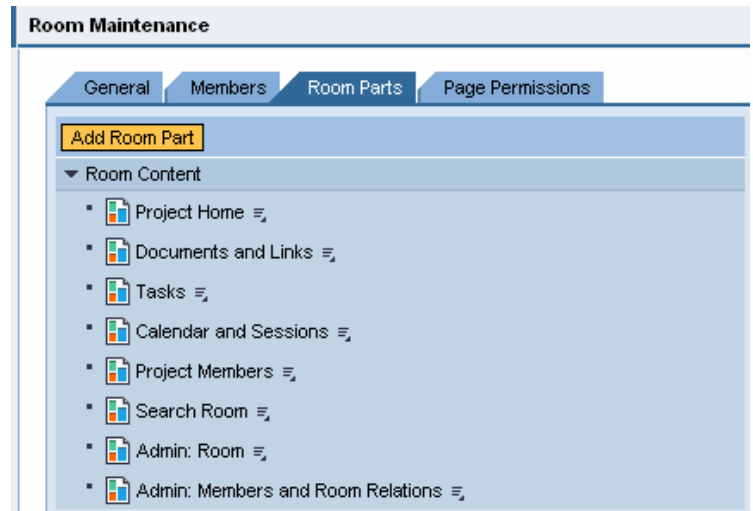 Room Maintenance
General Members Room Parts Page Permissions
Add Room Part
Room Content
Project Home
Documents and Links
Tasks
Calendar and Sessions
Project Members
Search Room
Admin: Room
Admin: Members and Room Relations